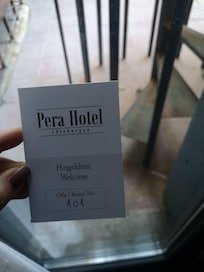 Pera Hotel
Hoşgeldiniz
Welcome
Oda / Room No:
401